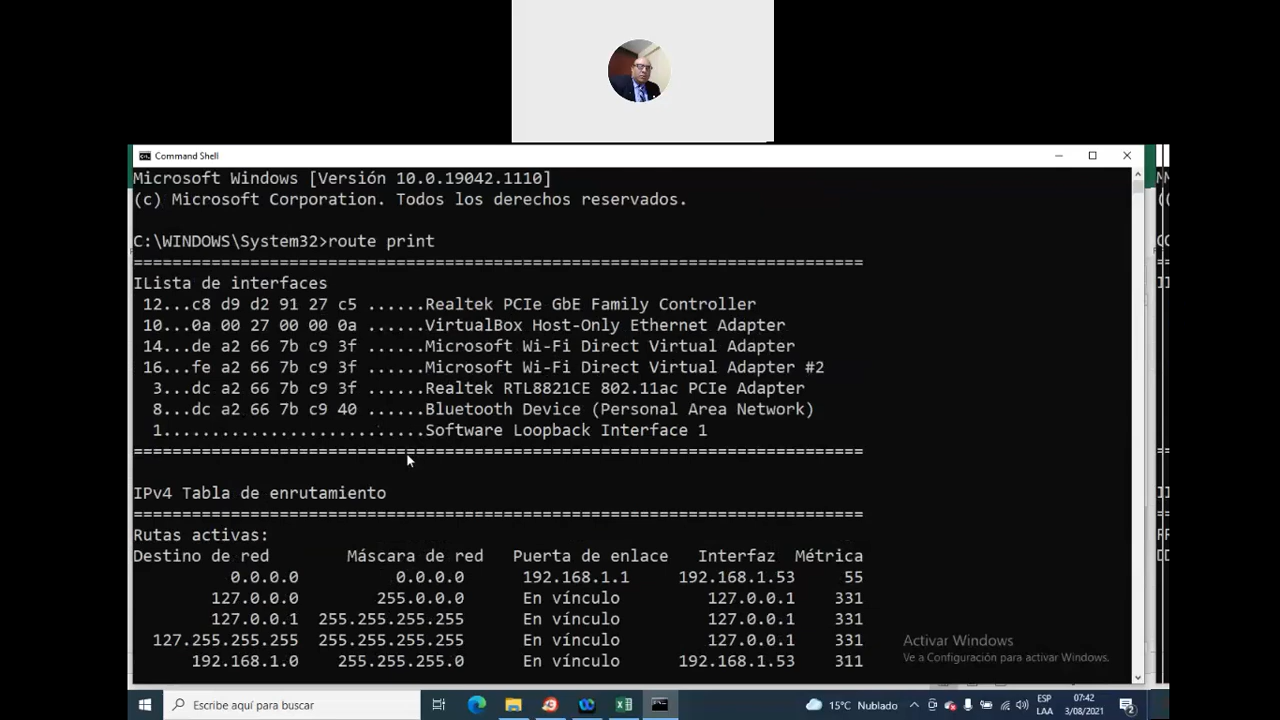 Command Shell
Microsoft Windows [Versión 10.0.19042.1110]
(c) Microsoft Corporation. Todos los derechos reservados.
C:\WINDOWS\System32>route print
===========================================================================
ILista de interfaces
12...c8 d9 d2 91 27 c5 ......Realtek PCIe GbE Family Controller
10...0a 00 27 00 00 0a ......VirtualBox Host-Only Ethernet Adapter
14...de a2 66 7b c9 3f ......Microsoft Wi-Fi Direct Virtual Adapter
16...fe a2 66 7b c9 3f ......Microsoft Wi-Fi Direct Virtual Adapter #2
3...dc a2 66 7b c9 3f ......Realtek RTL8821CE 802.11ac PCIe Adapter
8...dc a2 66 7b c9 40 ......Bluetooth Device (Personal Area Network)
1...........................Software Loopback Interface 1
===========================================================================
IPv4 Tabla de enrutamiento
===========================================================================
Rutas activas:
Destino de red Máscara de red Puerta de enlace Interfaz Métrica
0.0.0.0 0.0.0.0 192.168.1.1 192.168.1.53 55
127.0.0.0 255.0.0.0 En vínculo 127.0.0.1 331
127.0.0.1 255.255.255.255 En vínculo 127.0.0.1 331
127.255.255.255 255.255.255.255 En vínculo 127.0.0.1 331
192.168.1.0 255.255.255.0 En vínculo 192.168.1.53 311
Activar Windows
Ve a Configuración para activar Windows.
Escribe aquí para buscar
15°C Nublado
ESP
LAA
07:42
3/08/2021
2